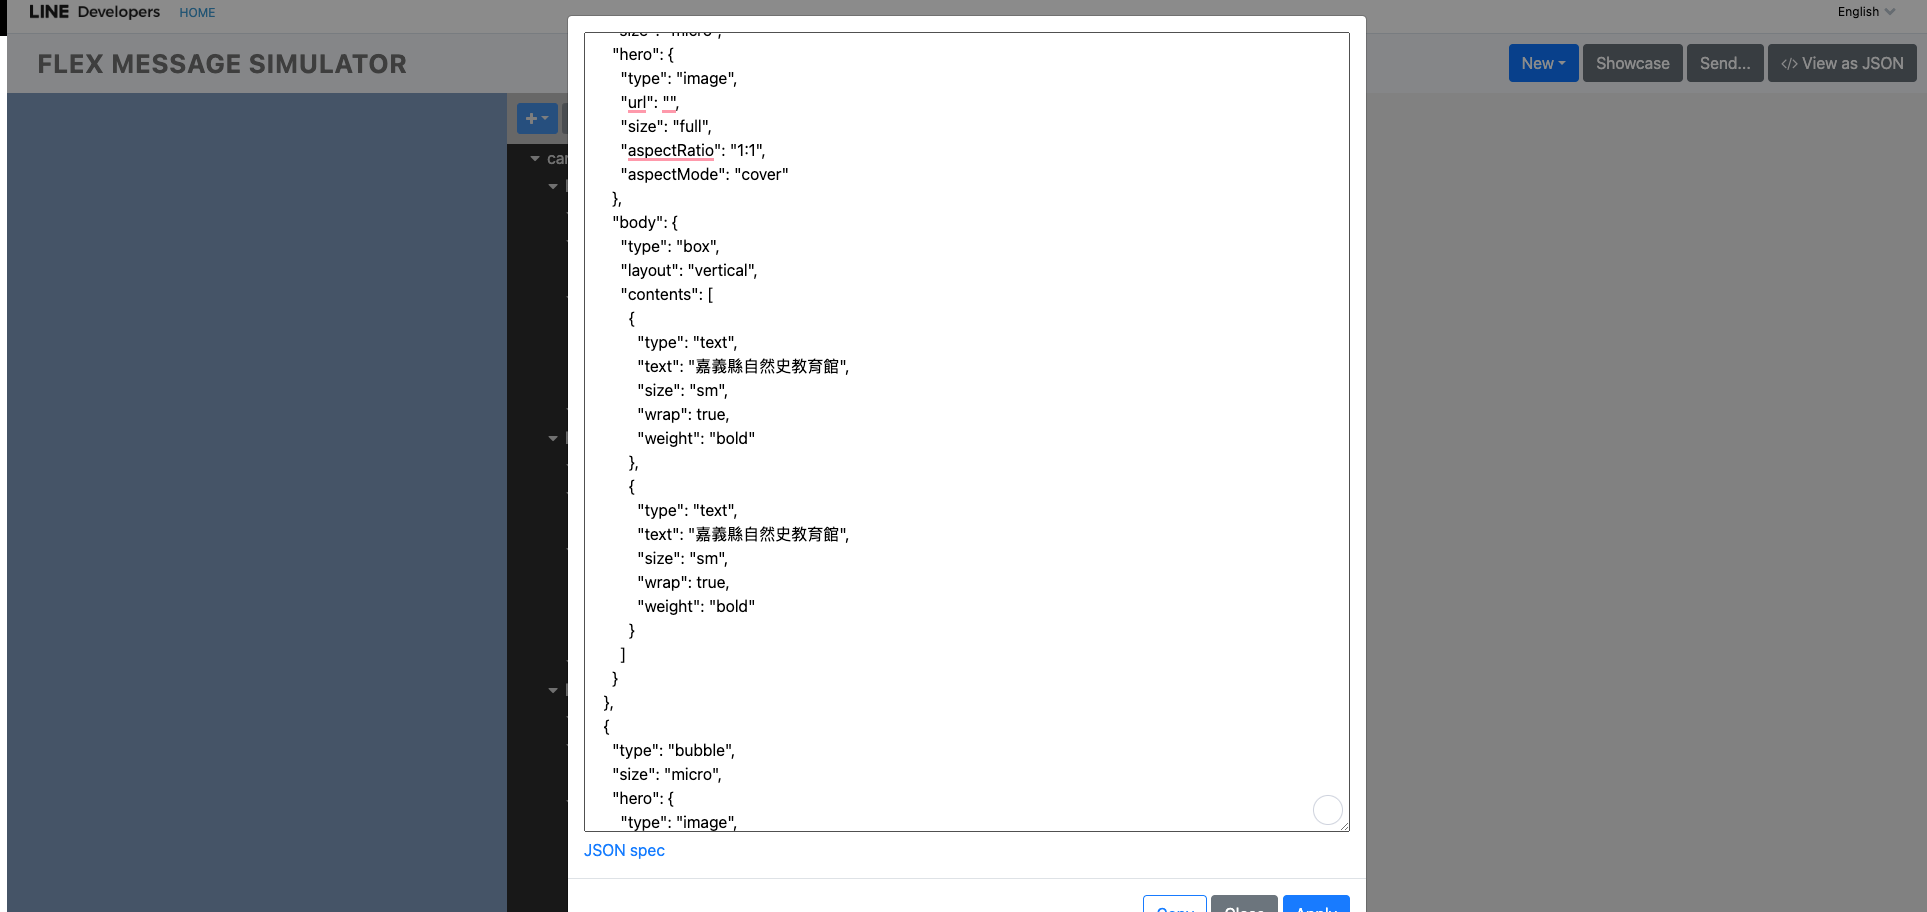 LINE Developers HOME English
FLEX MESSAGE SIMULATOR New Showcase Send... </> View as JSON
"size": "micro",
"hero": {
"type": "image",
"url": "",
"size": "full",
"aspectRatio": "1:1",
"aspectMode": "cover"
},
"body": {
"type": "box",
"layout": "vertical",
"contents": [
{
"type": "text",
"text": "嘉義縣自然史教育館",
"size": "sm",
"wrap": true,
"weight": "bold"
},
{
"type": "text",
"text": "嘉義縣自然史教育館",
"size": "sm",
"wrap": true,
"weight": "bold"
}
]
}
},
{
"type": "bubble",
"size": "micro",
"hero": {
"type": "image",
JSON spec
Copy Close Apply